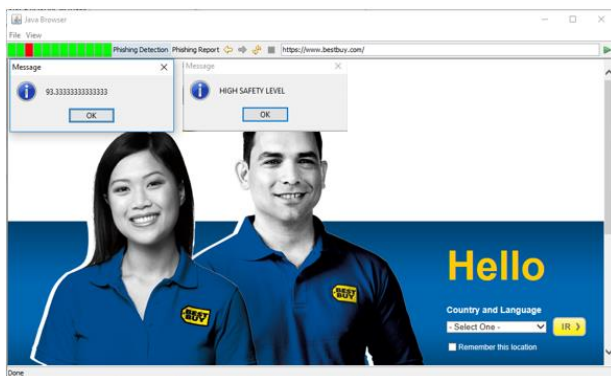 Java Browser
File View
Phishing Detection Phishing Report https://www.bestbuy.com/
Message
93.33333333333333
OK
Message
HIGH SAFETY LEVEL
OK
BEST BUY
BEST BUY
Hello
Country and Language
- Select One -
IR
Remember this location
Done